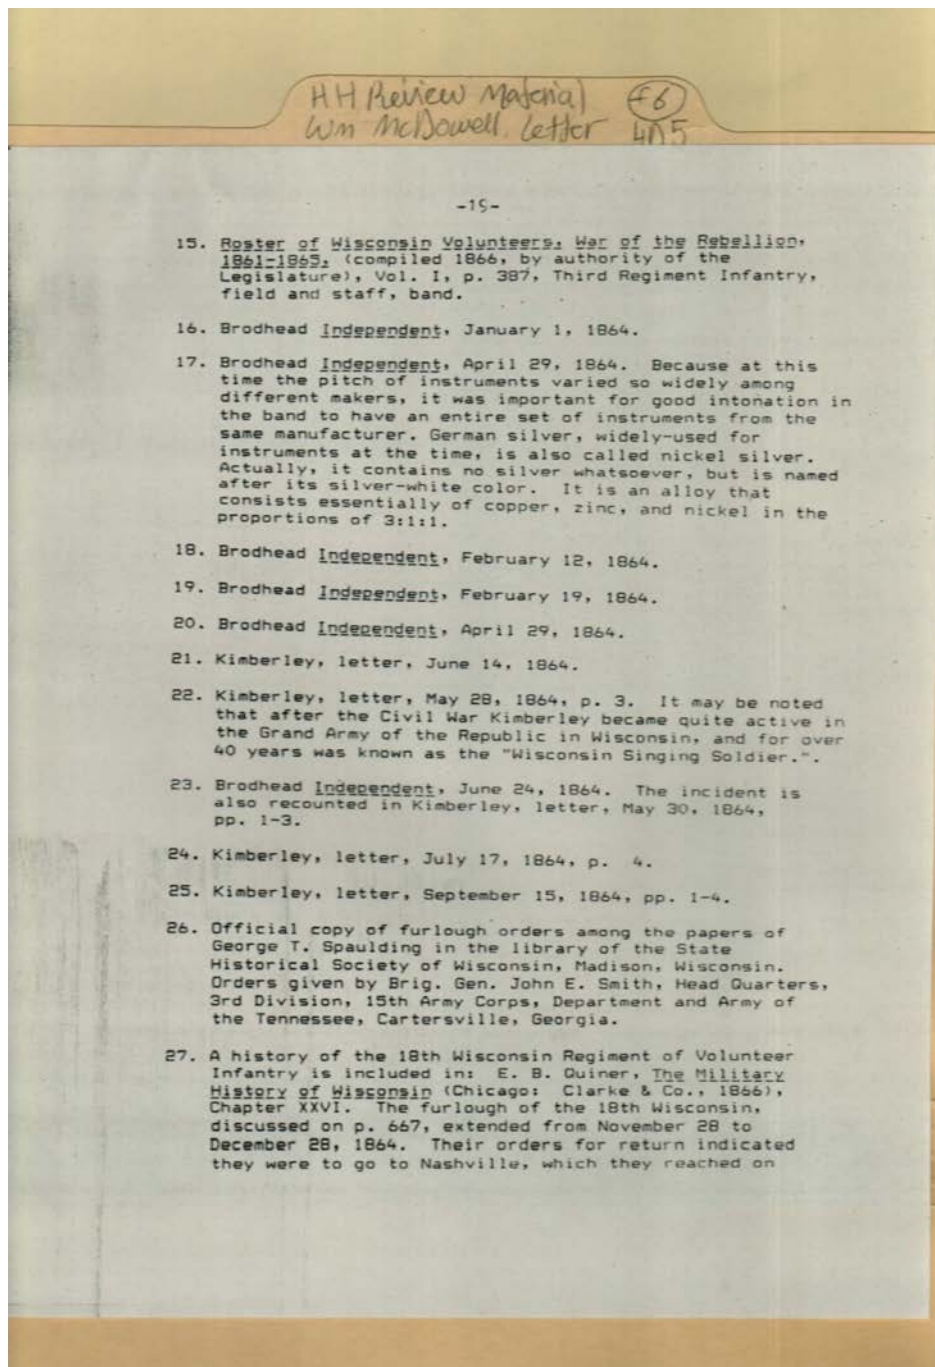 HH Review Material F6
Wm McDowell Letter 4D5
-15-
15. Roster of Wisconsin Volunteers, War of the Rebellion,
1861-1865, (compiled 1866, by authority of the
Legislature), Vol. I, p. 387, Third Regiment Infantry,
field and staff, band.
16. Brodhead Independent, January 1, 1864.
17. Brodhead Independent, April 29, 1864. Because at this
time the pitch of instruments varied so widely among
different makers, it was important for good intonation in
the band to have an entire set of instruments from the
same manufacturer. German silver, widely-used for
instruments at the time, is also called nickel silver.
Actually, it contains no silver whatsoever, but is named
after its silver-white color. It is an alloy that
consists essentially of copper, zinc, and nickel in the
proportions of 3:1:1.
18. Brodhead Independent, February 12, 1864.
19. Brodhead Independent, February 19, 1864.
20. Brodhead Independent, April 29, 1864.
21. Kimberley, letter, June 14, 1864.
22. Kimberley, letter, May 28, 1864, p. 3. It may be noted
that after the Civil War Kimberley became quite active in
the Grand Army of the Republic in Wisconsin, and for over
40 years was known as the "Wisconsin Singing Soldier.".
23. Brodhead Independent, June 24, 1864. The incident is
also recounted in Kimberley, letter, May 30, 1864,
pp. 1-3.
24. Kimberley, letter, July 17, 1864, p. 4.
25. Kimberley, letter, September 15, 1864, pp. 1-4.
26. Official copy of furlough orders among the papers of
George T. Spaulding in the library of the State
Historical Society of Wisconsin, Madison, Wisconsin.
Orders given by Brig. Gen. John E. Smith, Head Quarters,
3rd Division, 15th Army Corps, Department and Army of
the Tennessee, Cartersville, Georgia.
27. A history of the 18th Wisconsin Regiment of Volunteer
Infantry is included in: E. B. Quiner, The Military
History of Wisconsin (Chicago: Clarke & Co., 1866),
Chapter XXVI. The furlough of the 18th Wisconsin,
discussed on p. 667, extended from November 28 to
December 28, 1864. Their orders for return indicated
they were to go to Nashville, which they reached on